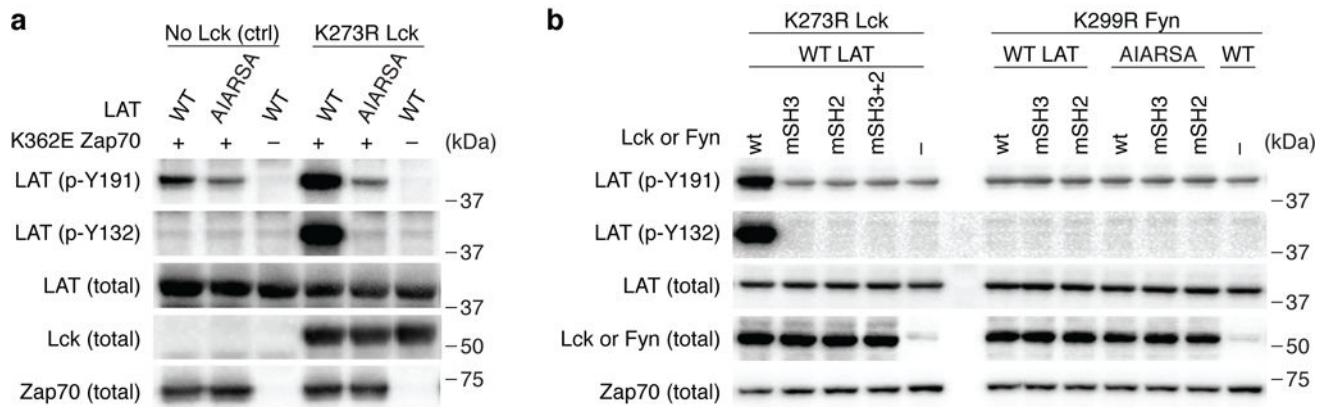 a
No Lck (ctrl) K273R Lck
LAT WT AIARSA WT WT AIARSA WT
K362E Zap70 + + − + + − (kDa)
LAT (p-Y191)
−37
LAT (p-Y132)
−37
LAT (total)
−37
Lck (total)
−50
−75
Zap70 (total)
b
K273R Lck K299R Fyn
WT LAT WT LAT AIARSA WT
Lck or Fyn wt mSH3 mSH2 mSH3+2 − wt mSH3 mSH2 wt mSH3 mSH2 − (kDa)
LAT (p-Y191)
−37
LAT (p-Y132)
−37
LAT (total)
−37
Lck or Fyn (total)
−50
−75
Zap70 (total)